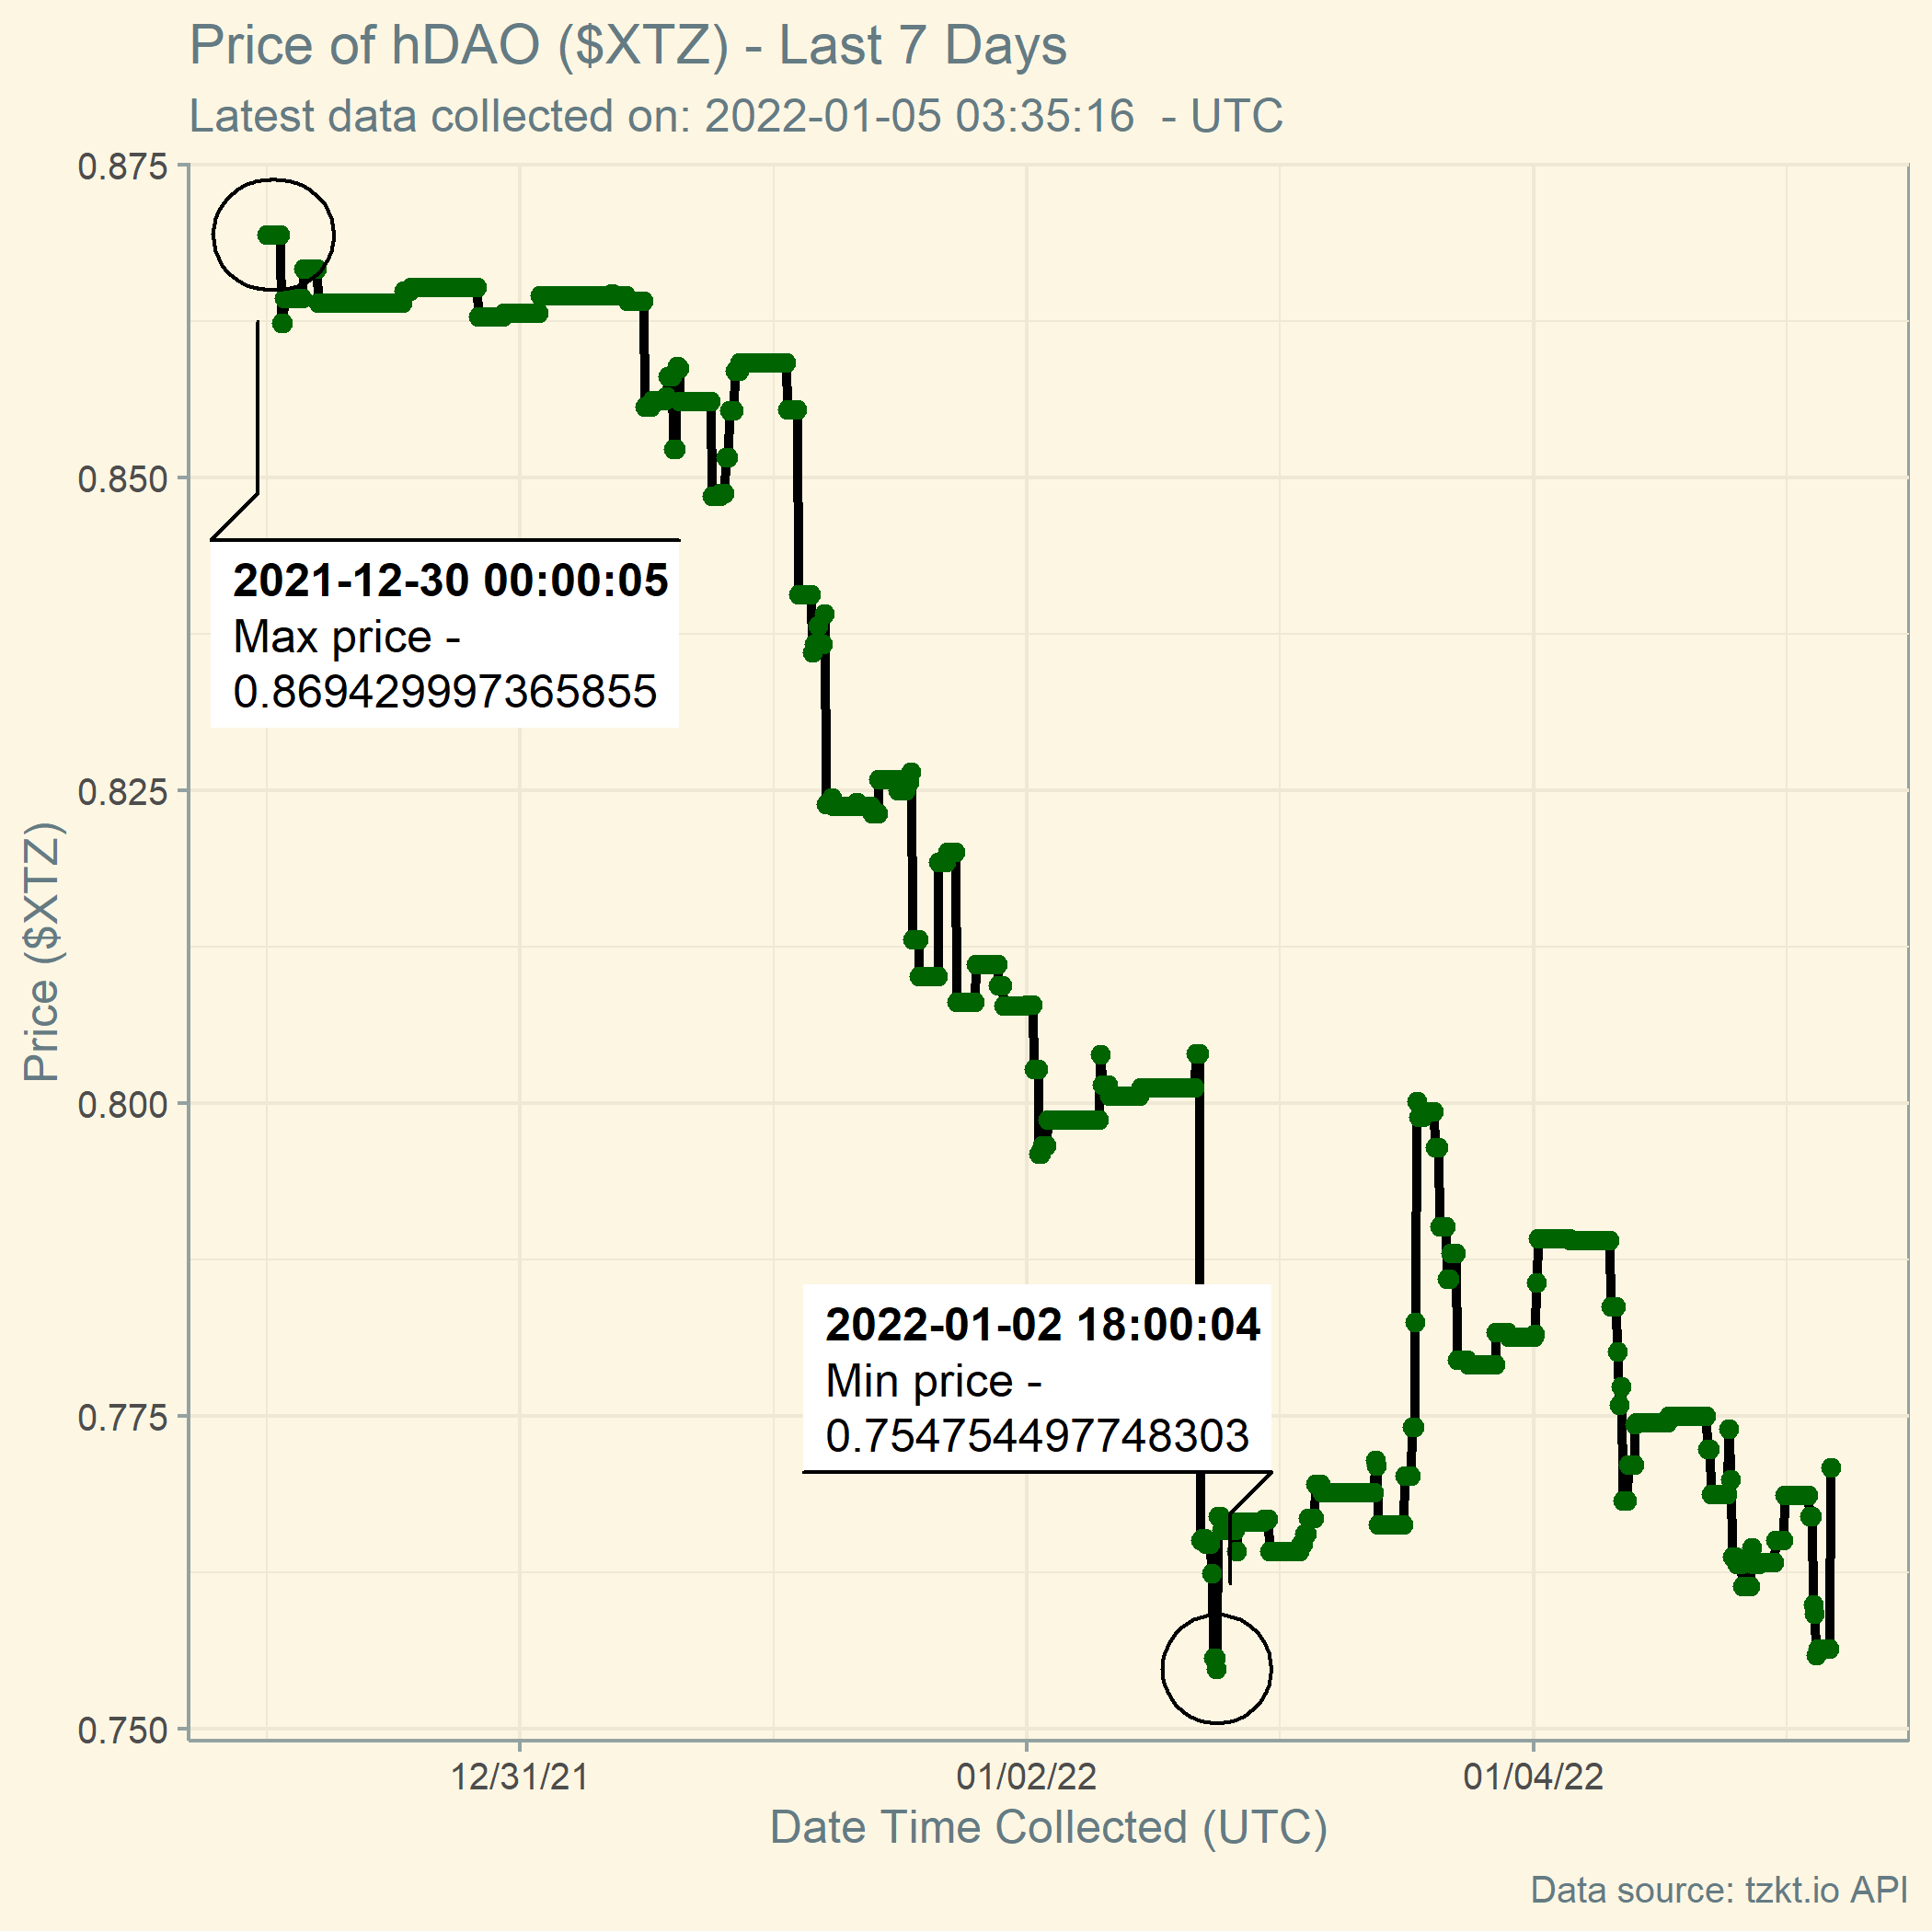 Price of hDAO ($XTZ) - Last 7 Days
Latest data collected on: 2022-01-05 03:35:16  - UTC
0.875
0.850
0.825
0.800
0.775
0.750
Price ($XTZ)
2021-12-30 00:00:05
Max price -
0.869429997365855
2022-01-02 18:00:04
Min price -
0.754754497748303
12/31/21
01/02/22
01/04/22
Date Time Collected (UTC)
Data source: tzkt.io API